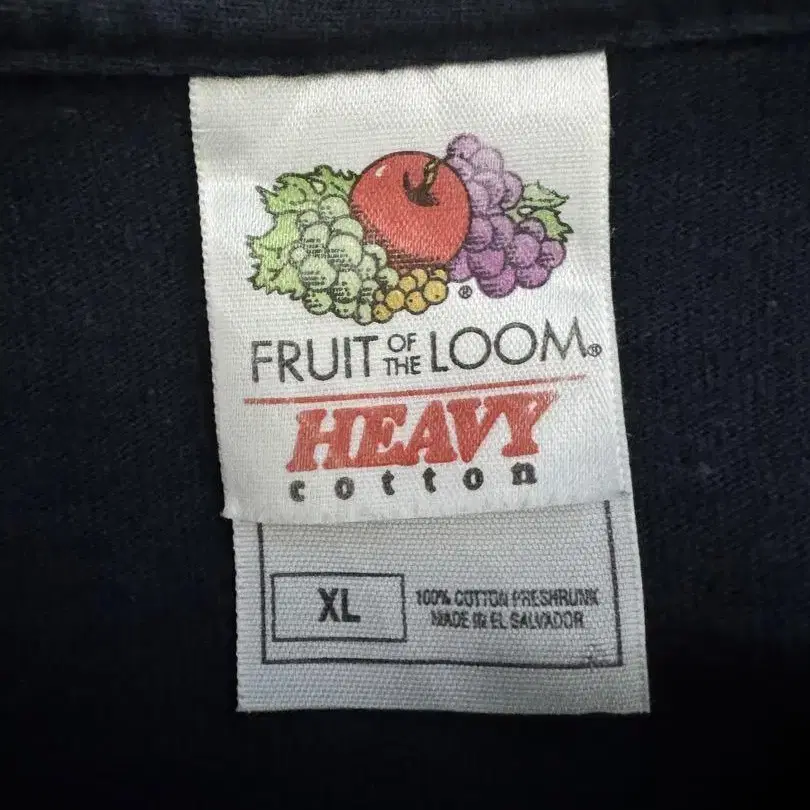 ®
FRUIT OF THE LOOM®
HEAVY
cotton
XL
100% COTTON PRESHRUNK
MADE IN EL SALVADOR